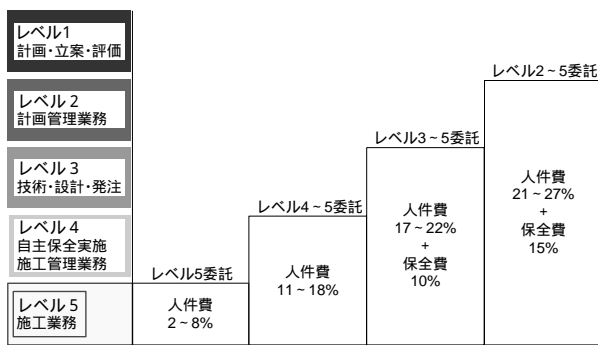 レベル1
計画・立案・評価
レベル2
計画管理業務
レベル3
技術・設計・発注
レベル4
自主保全実施
施工管理業務
レベル5
施工業務
レベル5委託
人件費
2~8%
レベル4~5委託
人件費
11~18%
レベル3~5委託
人件費
17~22%
+
保全費
10%
レベル2~5委託
人件費
21~27%
+
保全費
15%